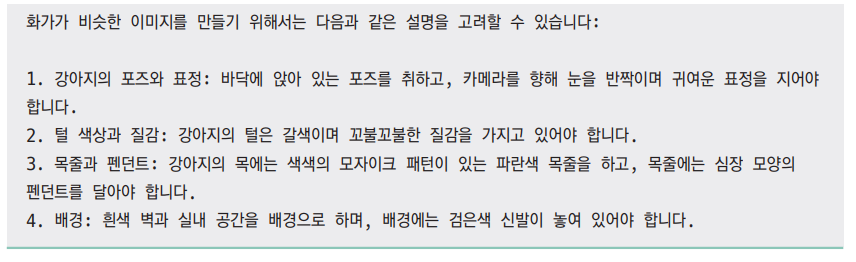 화가가 비슷한 이미지를 만들기 위해서는 다음과 같은 설명을 고려할 수 있습니다:
1. 강아지의 포즈와 표정: 바닥에 앉아 있는 포즈를 취하고, 카메라를 향해 눈을 반짝이며 귀여운 표정을 지어야
합니다.
2. 털 색상과 질감: 강아지의 털은 갈색이며 꼬불꼬불한 질감을 가지고 있어야 합니다.
3. 목줄과 펜던트: 강아지의 목에는 색색의 모자이크 패턴이 있는 파란색 목줄을 하고, 목줄에는 심장 모양의
펜던트를 달아야 합니다.
4. 배경: 흰색 벽과 실내 공간을 배경으로 하며, 배경에는 검은색 신발이 놓여 있어야 합니다.